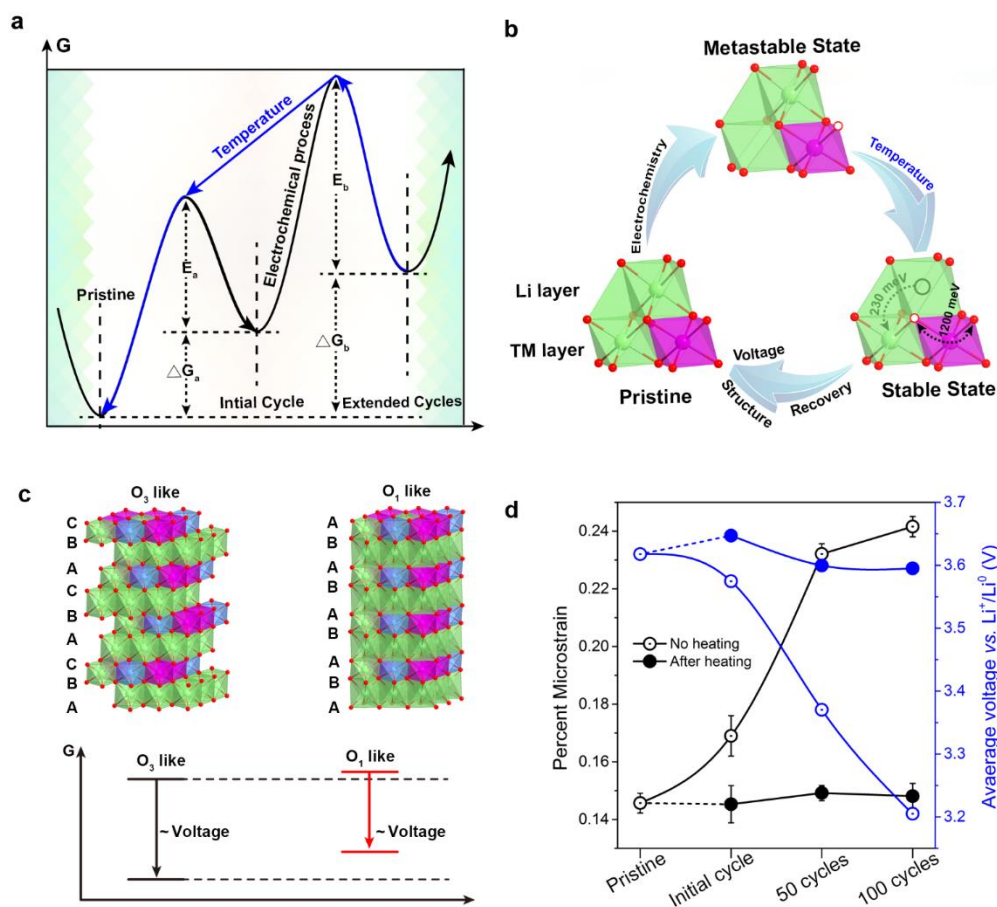 a
G
Temperature
Electrochemical process
E_b
E_a
Pristine
△G_a
△G_b
Intial Cycle
Extended Cycles
b
Metastable State
Electrochemistry
Temperature
Li layer
TM layer
230 meV
1200 meV
Pristine
Voltage
Structure
Recovery
Stable State
c
O₃ like
C
B
A
C
B
A
C
B
A
O₁ like
A
B
A
B
A
B
A
B
A
G
O₃ like
O₁ like
~ Voltage
~ Voltage
d
Percent Microstrain
0.24
0.22
0.20
0.18
0.16
0.14
No heating
After heating
3.7
3.6
3.5
3.4
3.3
3.2
Avaerage voltage vs. Li⁺/Li⁰ (V)
Pristine
Initial cycle
50 cycles
100 cycles